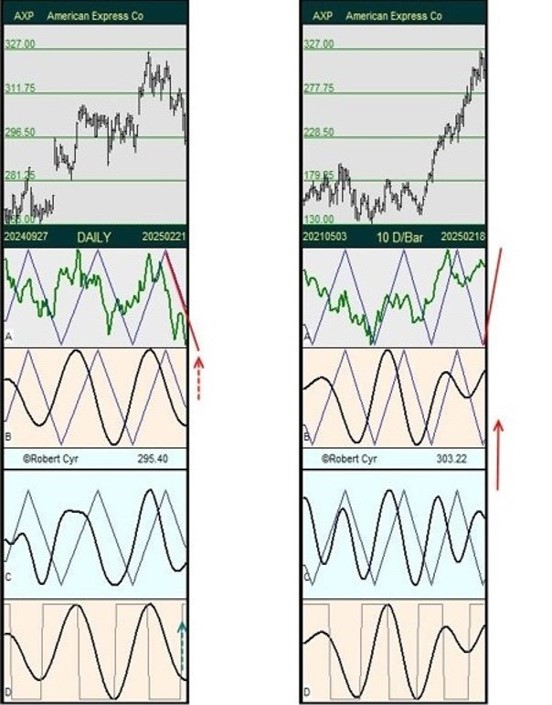 AXP American Express Co
327.00
311.75
296.50
281.25
20240927 DAILY 20250221
A
B
©Robert Cyr 295.40
C
D
AXP American Express Co
327.00
277.75
228.50
179.25
130.00
20210503 10 D/Bar 20250218
A
B
©Robert Cyr 303.22
C
D